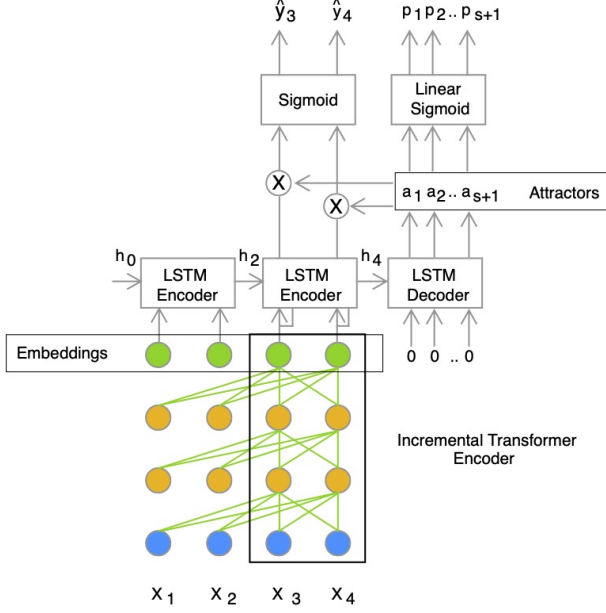 ŷ3 ŷ4 p1 p2 .. ps+1
Sigmoid
Linear
Sigmoid
X
X
a1 a2 .. as+1 Attractors
h0 h2 h4
LSTM
Encoder
LSTM
Encoder
LSTM
Decoder
Embeddings
0 0 .. 0
Incremental Transformer
Encoder
X1 X2 X3 X4